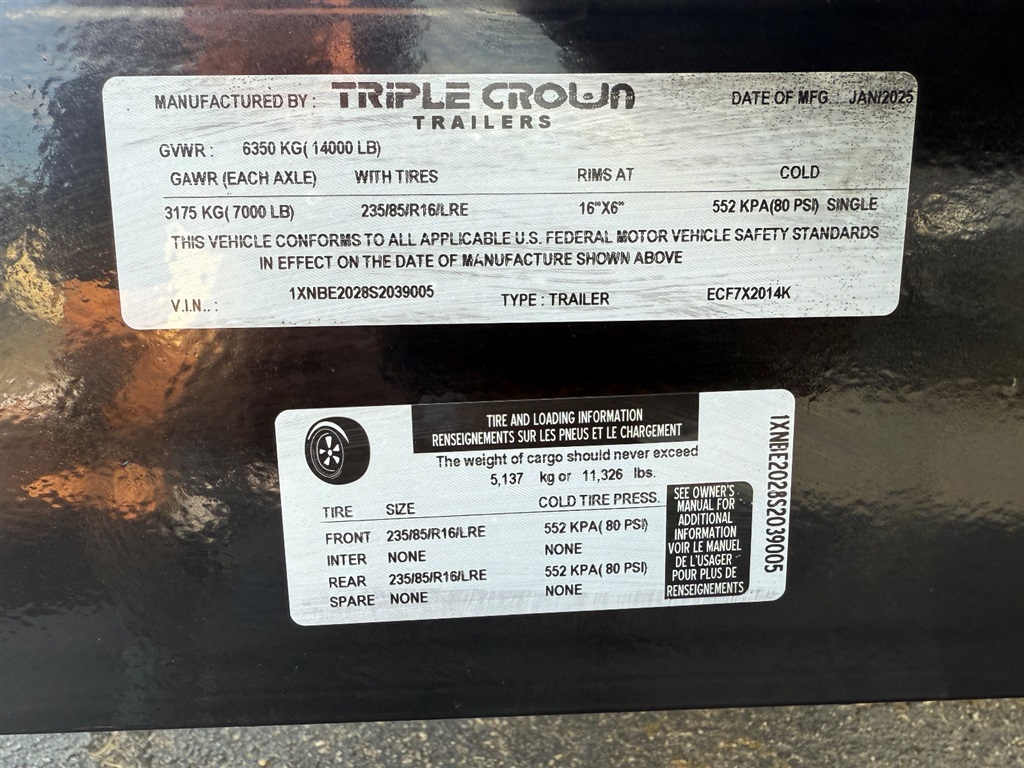 MANUFACTURED BY : TRIPLE CROWN DATE OF MFG : JAN/2025
TRAILERS
GVWR : 6350 KG( 14000 LB)
GAWR (EACH AXLE) WITH TIRES RIMS AT COLD
3175 KG( 7000 LB) 235/85/R16/LRE 16"X6" 552 KPA(80 PSI) SINGLE
THIS VEHICLE CONFORMS TO ALL APPLICABLE U.S. FEDERAL MOTOR VEHICLE SAFETY STANDARDS
IN EFFECT ON THE DATE OF MANUFACTURE SHOWN ABOVE
V.I.N.. : 1XNBE2028S2039005 TYPE : TRAILER ECF7X2014K
TIRE AND LOADING INFORMATION
RENSEIGNEMENTS SUR LES PNEUS ET LE CHARGEMENT
The weight of cargo should never exceed
5,137 kg or 11,326 lbs.
TIRE SIZE COLD TIRE PRESS.
FRONT 235/85/R16/LRE 552 KPA( 80 PSI)
INTER NONE NONE
REAR 235/85/R16/LRE 552 KPA( 80 PSI)
SPARE NONE NONE
SEE OWNER'S
MANUAL FOR
ADDITIONAL
INFORMATION
VOIR LE MANUEL
DE L'USAGER
POUR PLUS DE
RENSEIGNEMENTS
1XNBE2028S2039005